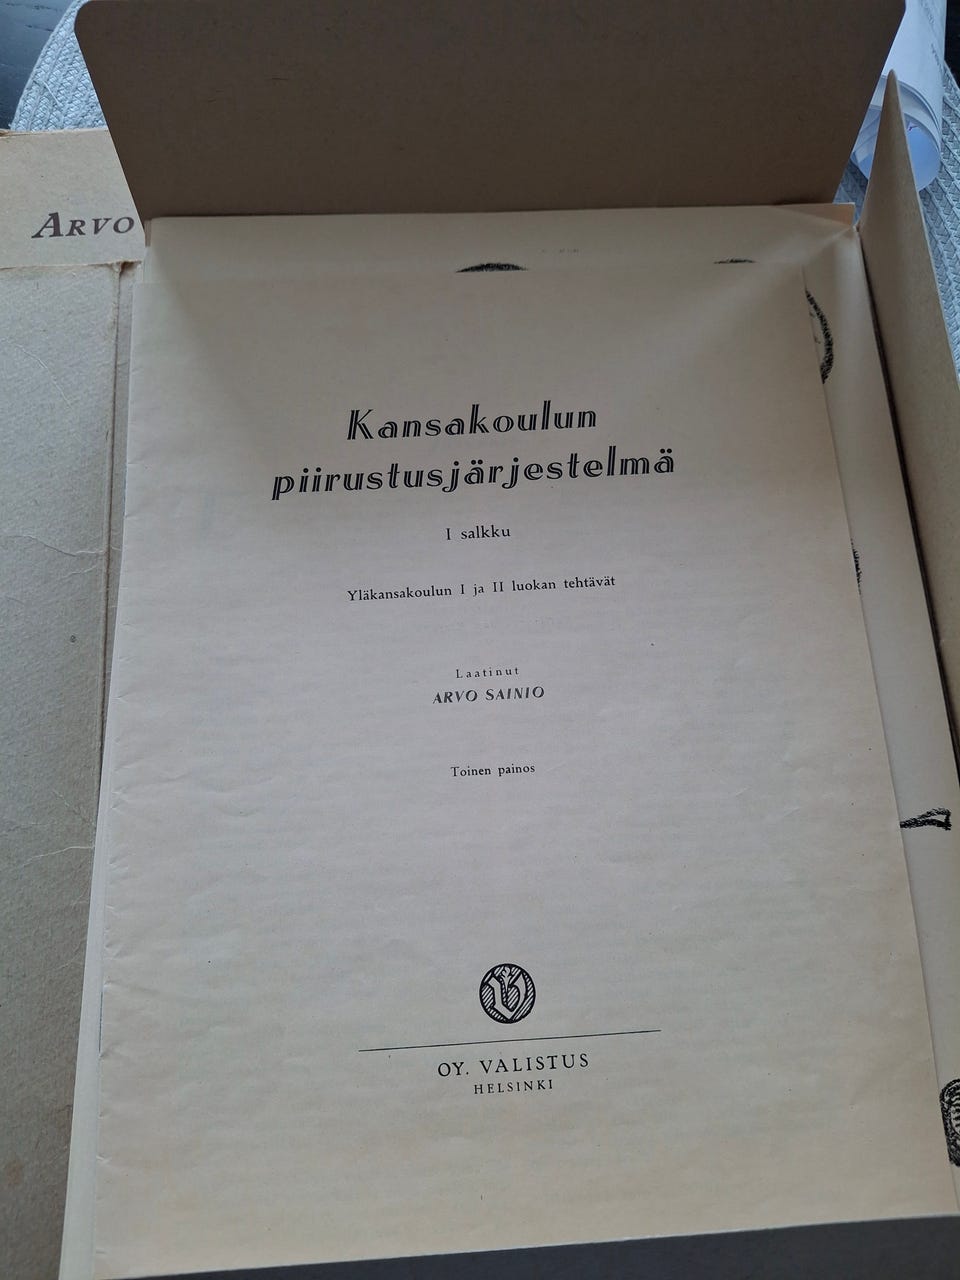 ARVO
Kansakoulun
piirustusjärjestelmä
I salkku
Yläkansakoulun I ja II luokan tehtävät
Laatinut
ARVO SAINIO
Toinen painos
V
OY. VALISTUS
HELSINKI